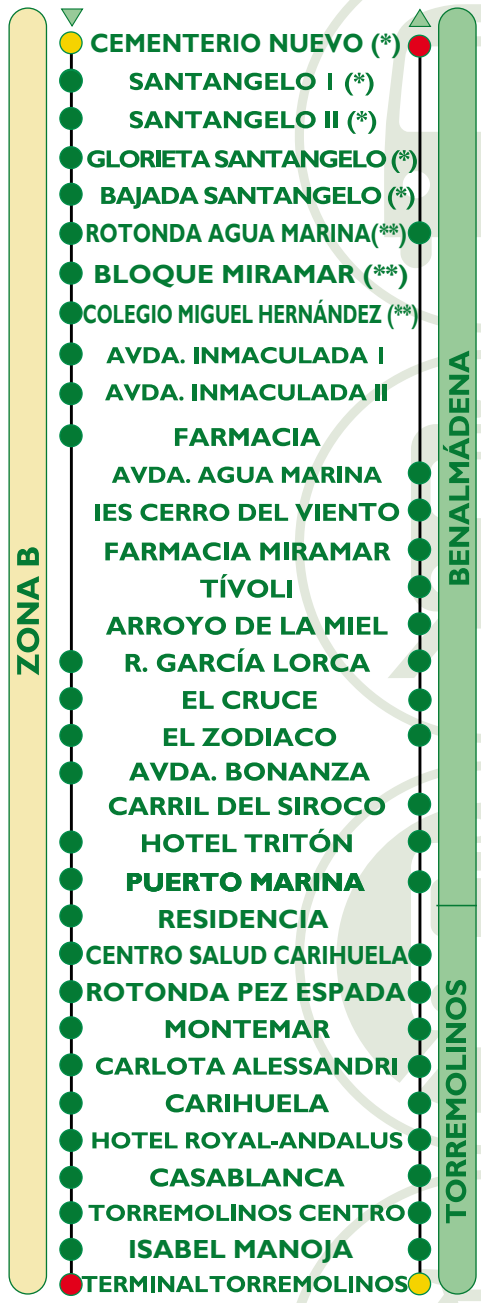 CEMENTERIO NUEVO (*)
SANTANGELO I (*)
SANTANGELO II (*)
GLORIETA SANTANGELO (*)
BAJADA SANTANGELO (*)
ROTONDA AGUA MARINA(**)
BLOQUE MIRAMAR (**)
COLEGIO MIGUEL HERNÁNDEZ (**)
AVDA. INMACULADA I
AVDA. INMACULADA II
FARMACIA
AVDA. AGUA MARINA
IES CERRO DEL VIENTO
FARMACIA MIRAMAR
TÍVOLI
ARROYO DE LA MIEL
R. GARCÍA LORCA
EL CRUCE
EL ZODIACO
AVDA. BONANZA
CARRIL DEL SIROCO
HOTEL TRITÓN
PUERTO MARINA
RESIDENCIA
CENTRO SALUD CARIHUELA
ROTONDA PEZ ESPADA
MONTEMAR
CARLOTA ALESSANDRI
CARIHUELA
HOTEL ROYAL-ANDALUS
CASABLANCA
TORREMOLINOS CENTRO
ISABEL MANOJA
TERMINAL TORREMOLINOS
ZONA B
BENALMÁDENA
TORREMOLINOS